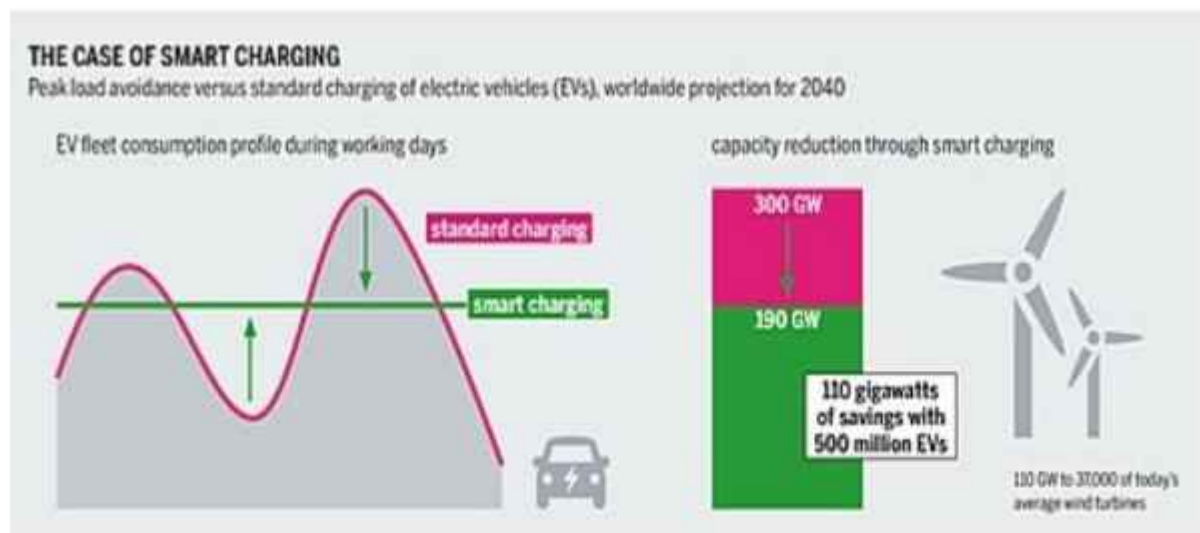 THE CASE OF SMART CHARGING
Peak load avoidance versus standard charging of electric vehicles (EVs), worldwide projection for 2040
EV fleet consumption profile during working days
standard charging
smart charging
capacity reduction through smart charging
300 GW
190 GW
110 gigawatts
of savings with
500 million EVs
110 GW to 37,000 of today's
average wind turbines